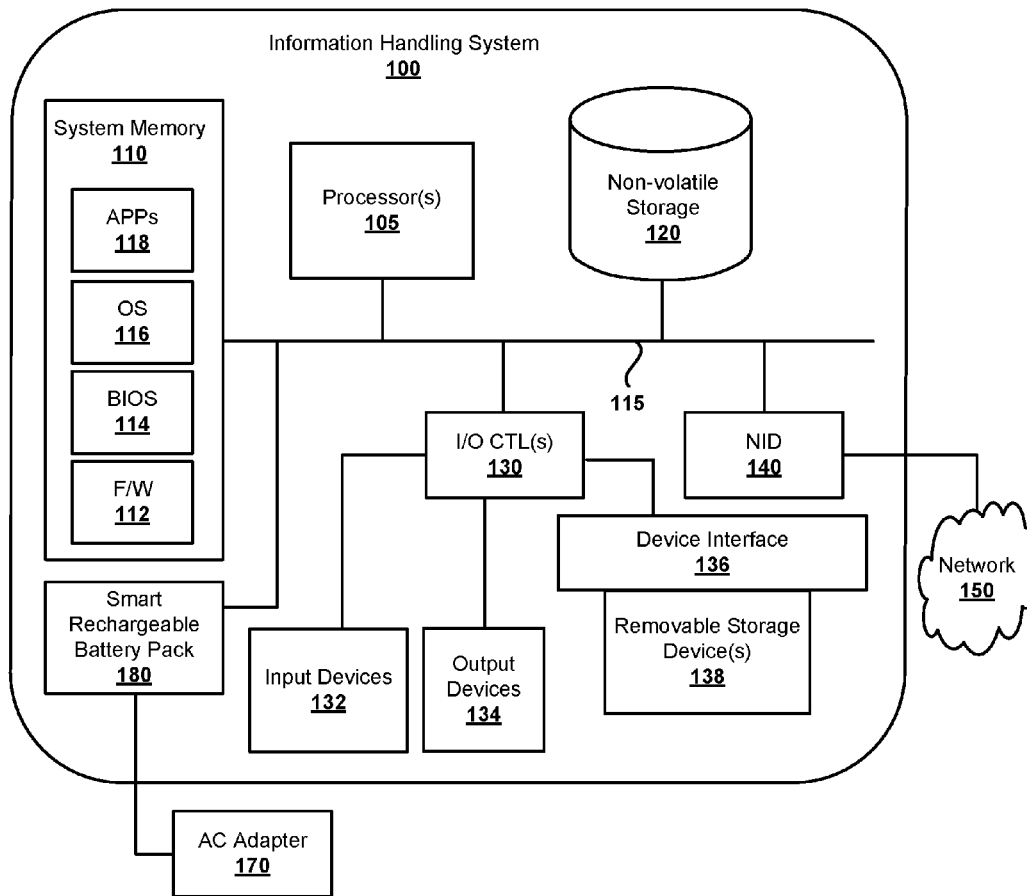 Information Handling System
100
System Memory
110
APPs
118
OS
116
BIOS
114
F/W
112
Processor(s)
105
Non-volatile
Storage
120
115
I/O CTL(s)
130
NID
140
Device Interface
136
Removable Storage
Device(s)
138
Network
150
Smart
Rechargeable
Battery Pack
180
Input Devices
132
Output
Devices
134
AC Adapter
170